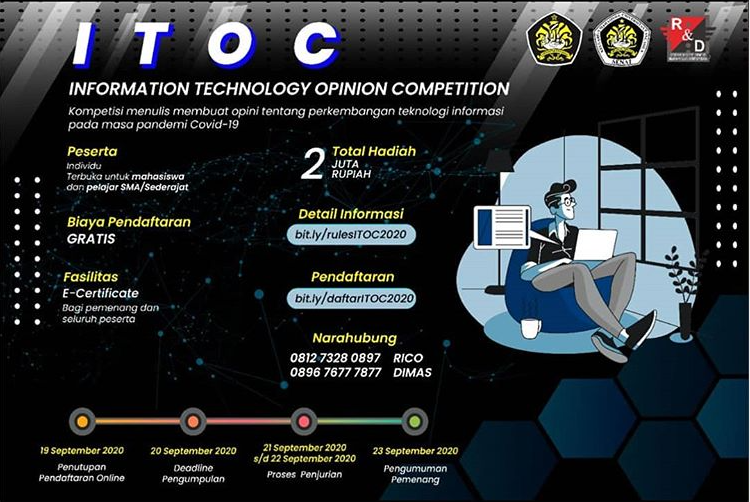 ITOC
INFORMATION TECHNOLOGY OPINION COMPETITION
Kompetisi menulis membuat opini tentang perkembangan teknologi informasi
pada masa pandemi Covid-19
Peserta
Individu
Terbuka untuk mahasiswa
dan pelajar SMA/Sederajat
Biaya Pendaftaran
GRATIS
Fasilitas
E-Certificate
Bagi pemenang dan
seluruh peserta
2 Total Hadiah
JUTA
RUPIAH
Detail Informasi
bit.ly/rulesITOC2020
Pendaftaran
bit.ly/daftarITOC2020
Narahubung
0812 7328 0897 RICO
0896 7677 7877 DIMAS
R&D
SENAT
19 September 2020
Penutupan
Pendaftaran Online
20 September 2020
Deadline
Pengumpulan
21 September 2020
s/d 22 September 2020
Proses Penjurian
23 September 2020
Pengumuman
Pemenang